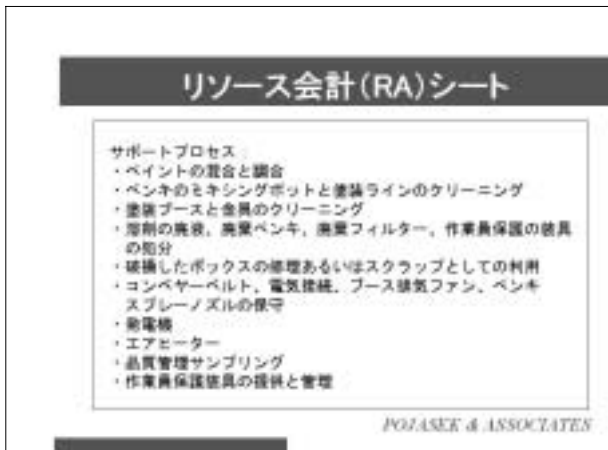 リソース会計(RA)シート
サポートプロセス:
・ペイントの混合と調合
・ペンキのミキシングポットと塗装ラインのクリーニング
・塗装ブースと金具のクリーニング
・溶剤の廃液、廃棄ペンキ、廃棄フィルター、作業員保護の装具
の処分
・破損したボックスの修理あるいはスクラップとしての利用
・コンベヤーベルト、電気接続、ブース排気ファン、ペンキ
スプレーノズルの保守
・発電機
・エアヒーター
・品質管理サンプリング
・作業員保護装具の提供と管理
POJASEK & ASSOCIATES